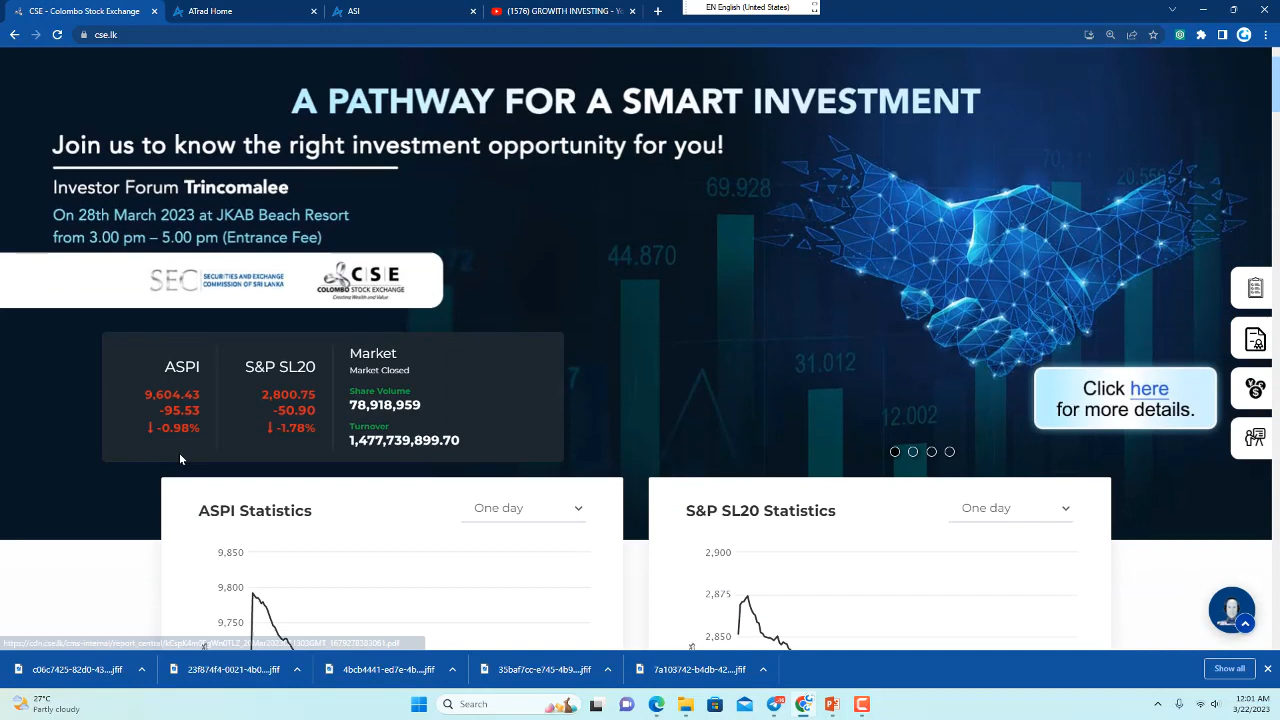 CSE - Colombo Stock Exchange
ATrad Home
ASI
(1576) GROWTH INVESTING - Yo
EN English (United States)
cse.lk
A PATHWAY FOR A SMART INVESTMENT
Join us to know the right investment opportunity for you!
Investor Forum Trincomalee
On 28th March 2023 at JKAB Beach Resort
from 3.00 pm – 5.00 pm (Entrance Fee)
SEC SECURITIES AND EXCHANGE
COMMISSION OF SRI LANKA
CSE
COLOMBO STOCK EXCHANGE
Creating Wealth and Value
69.928
44.870
31.012
12.002
20.550
ASPI
9,604.43
-95.53
-0.98%
S&P SL20
2,800.75
-50.90
-1.78%
Market
Market Closed
Share Volume
78,918,959
Turnover
1,477,739,899.70
Click here
for more details.
ASPI Statistics
One day
9,850
9,800
9,750
S&P SL20 Statistics
One day
2,900
2,875
2,850
c06c7425-82d0-43....jfif
23f874f4-0021-4b0....jfif
4bcb4441-ed7e-4b....jfif
35baf7cc-e745-4b9....jfif
7a103742-b4db-42....jfif
Show all
27°C
Partly cloudy
Search
12:01 AM
3/22/2023